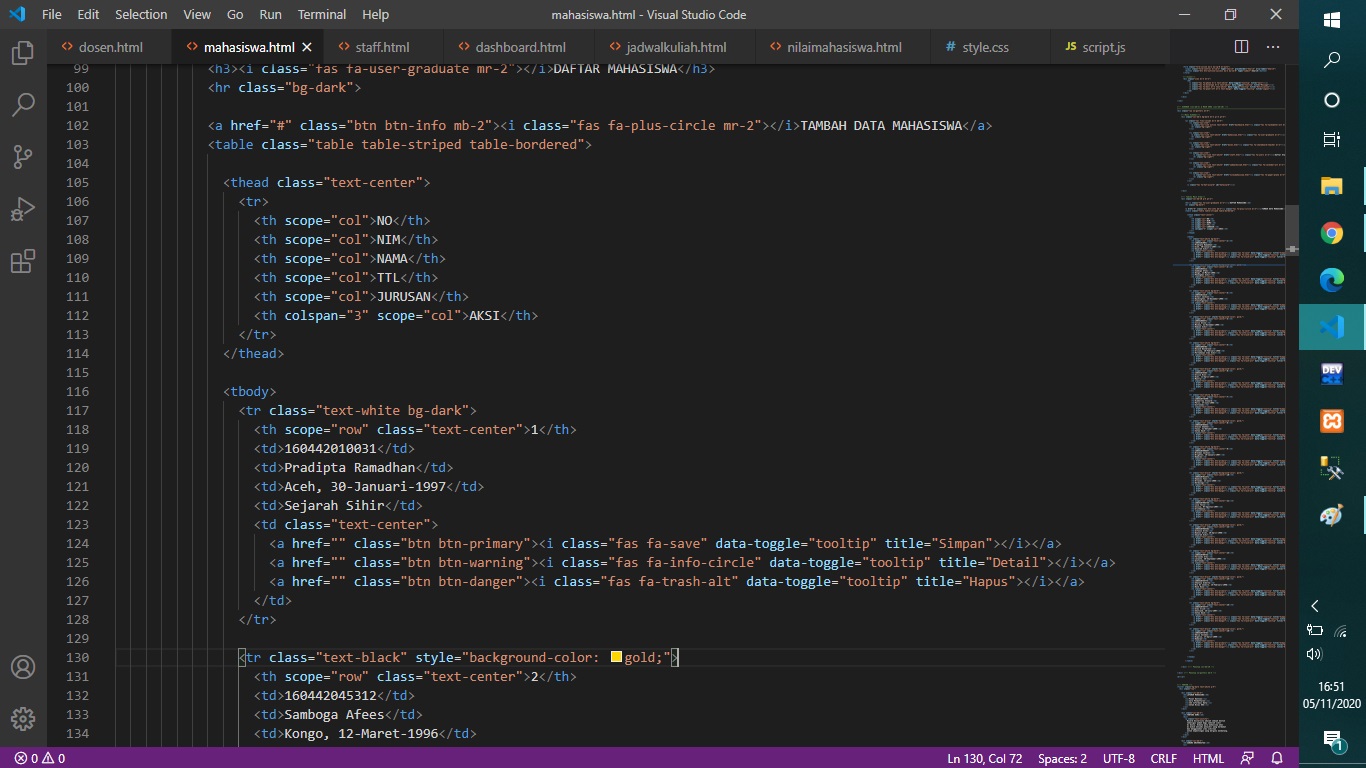 File Edit Selection View Go Run Terminal Help mahasiswa.html - Visual Studio Code
dosen.html mahasiswa.html staff.html dashboard.html jadwalkuliah.html nilaimahasiswa.html # style.css JS script.js
99 <h3><i class="fas fa-user-graduate mr-2"></i>DAFTAR MAHASISWA</h3>
100 <hr class="bg-dark">
101
102 <a href="#" class="btn btn-info mb-2"><i class="fas fa-plus-circle mr-2"></i>TAMBAH DATA MAHASISWA</a>
103 <table class="table table-striped table-bordered">
104
105 <thead class="text-center">
106 <tr>
107 <th scope="col">NO</th>
108 <th scope="col">NIM</th>
109 <th scope="col">NAMA</th>
110 <th scope="col">TTL</th>
111 <th scope="col">JURUSAN</th>
112 <th colspan="3" scope="col">AKSI</th>
113 </tr>
114 </thead>
115
116 <tbody>
117 <tr class="text-white bg-dark">
118 <th scope="row" class="text-center">1</th>
119 <td>160442010031</td>
120 <td>Pradipta Ramadhan</td>
121 <td>Aceh, 30-Januari-1997</td>
122 <td>Sejarah Sihir</td>
123 <td class="text-center">
124 <a href="" class="btn btn-primary"><i class="fas fa-save" data-toggle="tooltip" title="Simpan"></i></a>
125 <a href="" class="btn btn-warning"><i class="fas fa-info-circle" data-toggle="tooltip" title="Detail"></i></a>
126 <a href="" class="btn btn-danger"><i class="fas fa-trash-alt" data-toggle="tooltip" title="Hapus"></i></a>
127 </td>
128 </tr>
129
130 <tr class="text-black" style="background-color: gold;">
131 <th scope="row" class="text-center">2</th>
132 <td>160442045312</td>
133 <td>Samboga Afees</td>
134 <td>Kongo, 12-Maret-1996</td>
0 0 Ln 130, Col 72 Spaces: 2 UTF-8 CRLF HTML
DEV
C++
16:51
05/11/2020
1